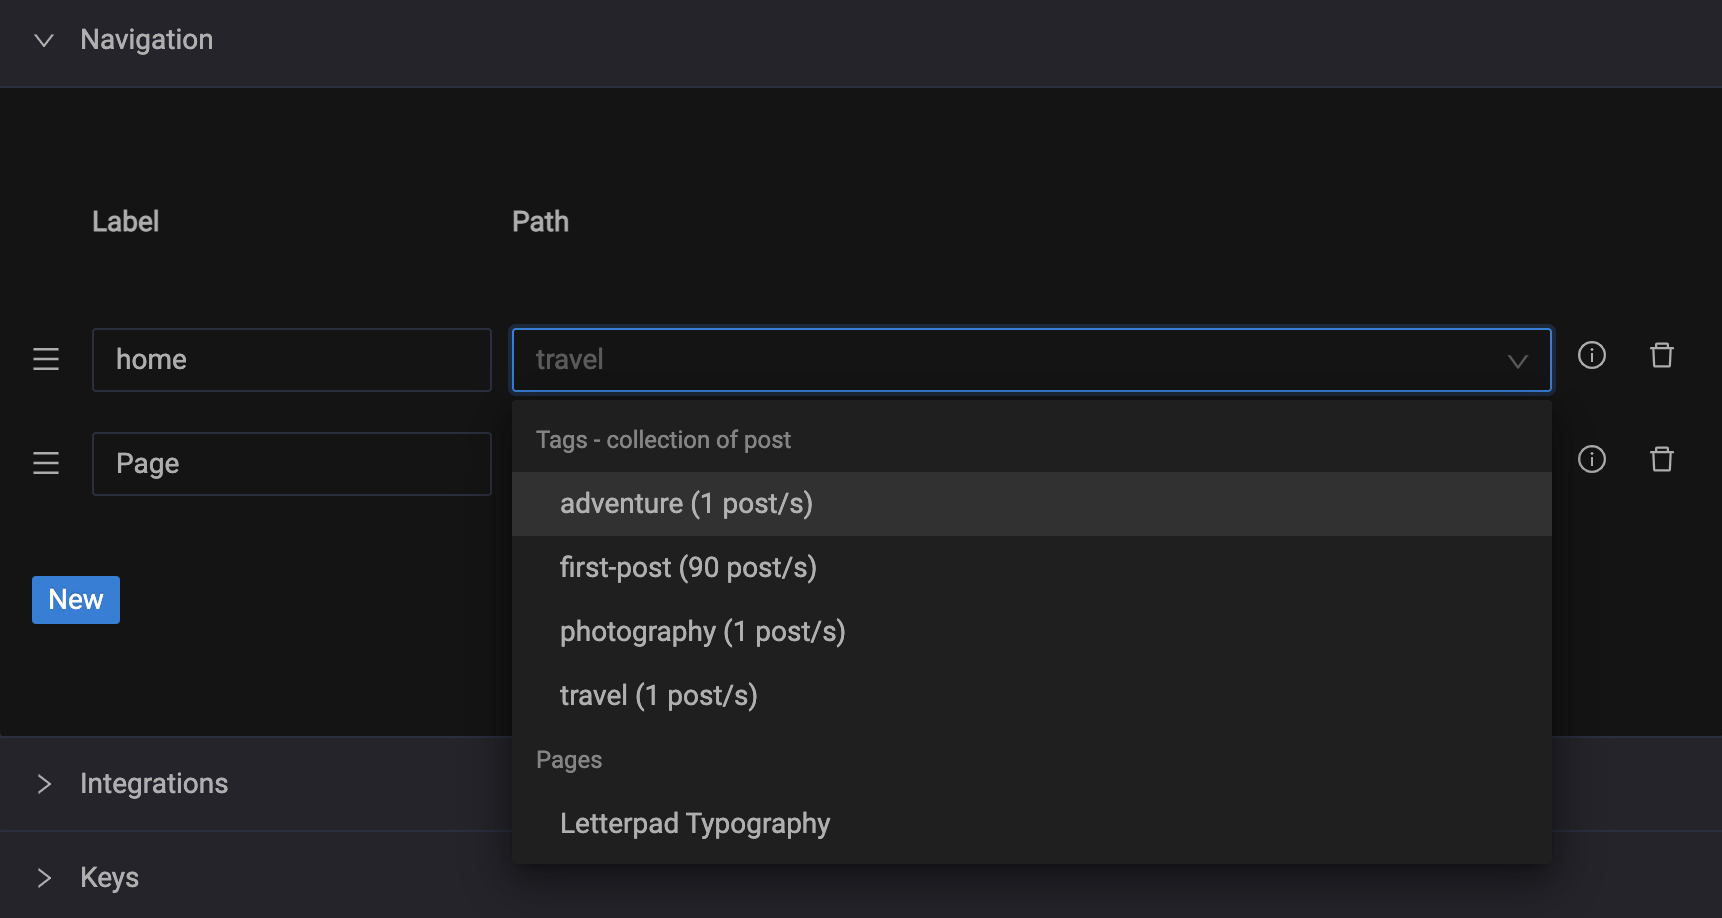 Navigation
Label Path
home travel
Page
Tags - collection of post
adventure (1 post/s)
first-post (90 post/s)
New
photography (1 post/s)
travel (1 post/s)
Pages
Integrations
Letterpad Typography
Keys